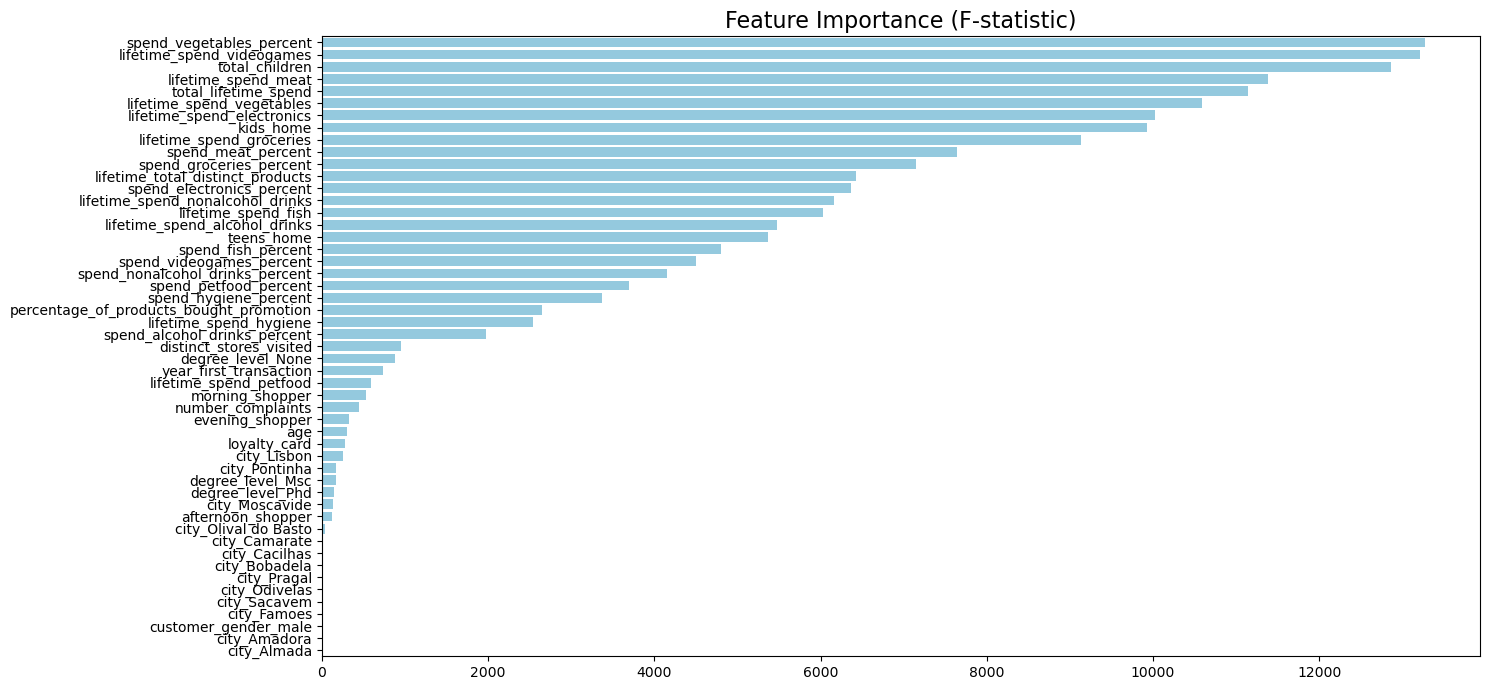 Feature Importance (F-statistic)
spend_vegetables_percent
lifetime_spend_videogames
total_children
lifetime_spend_meat
total_lifetime_spend
lifetime_spend_vegetables
lifetime_spend_electronics
kids_home
lifetime_spend_groceries
spend_meat_percent
spend_groceries_percent
lifetime_total_distinct_products
spend_electronics_percent
lifetime_spend_nonalcohol_drinks
lifetime_spend_fish
lifetime_spend_alcohol_drinks
teens_home
spend_fish_percent
spend_videogames_percent
spend_nonalcohol_drinks_percent
spend_petfood_percent
spend_hygiene_percent
percentage_of_products_bought_promotion
lifetime_spend_hygiene
spend_alcohol_drinks_percent
distinct_stores_visited
degree_level_None
year_first_transaction
lifetime_spend_petfood
morning_shopper
number_complaints
evening_shopper
age
loyalty_card
city_Lisbon
city_Pontinha
degree_level_Msc
degree_level_Phd
city_Moscavide
afternoon_shopper
city_Olival do Basto
city_Camarate
city_Cacilhas
city_Bobadela
city_Pragal
city_Odivelas
city_Sacavem
city_Famoes
customer_gender_male
city_Amadora
city_Almada
0 2000 4000 6000 8000 10000 12000